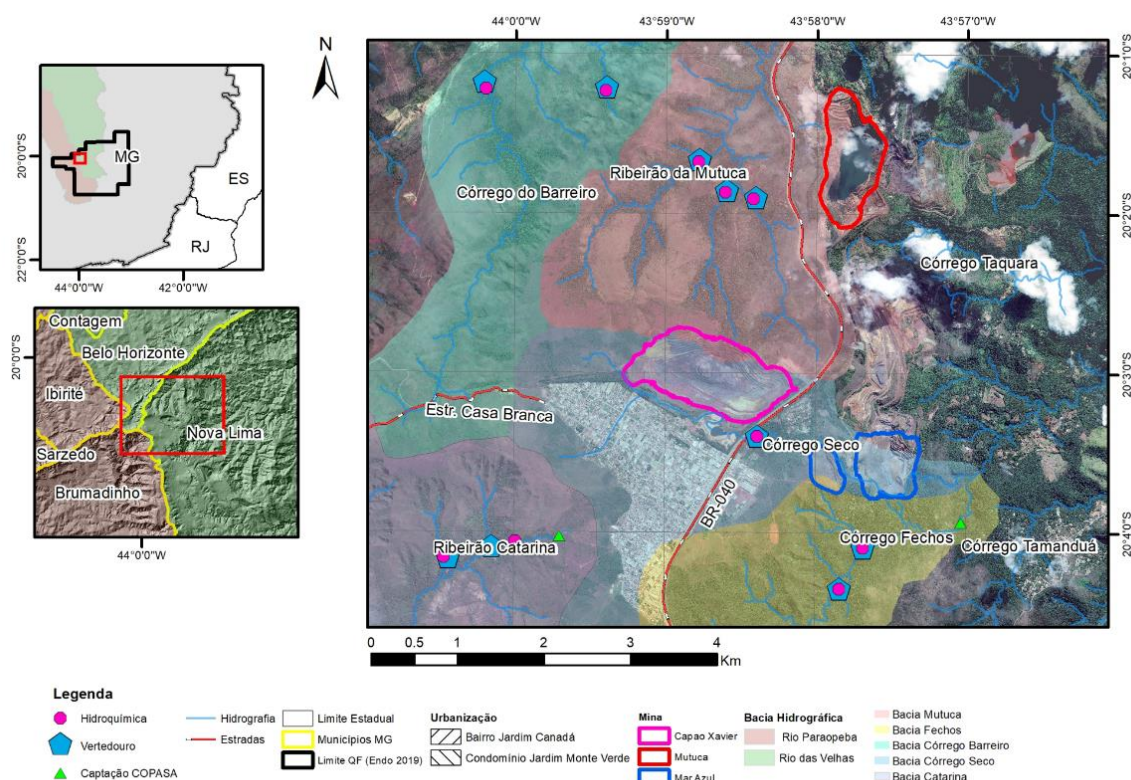 44°0'0"W
43°59'0"W
43°58'0"W
43°57'0"W
N
20°0'0"S
22°0'0"S
MG
ES
RJ
44°0'0"W
42°0'0"W
20°0'0"S
Contagem
Belo Horizonte
Ibirité
Nova Lima
Sarzedo
Brumadinho
44°0'0"W
20°1'0"S
20°2'0"S
20°3'0"S
20°4'0"S
Córrego do Barreiro
Ribeirão da Mutuca
Córrego Taquara
Estr. Casa Branca
Córrego Seco
BR-040
Ribeirão Catarina
Córrego Fechos
Córrego Tamanduá
0 0.5 1 2 3 4
Km
Legenda
Hidroquímica
Vertedouro
Captação COPASA
Hidrografia
Estradas
Limite Estadual
Municípios MG
Limite QF (Endo 2019)
Urbanização
Bairro Jardim Canadá
Condomínio Jardim Monte Verde
Mina
Capao Xavier
Mutuca
Mar Azul
Bacia Hidrográfica
Rio Paraopeba
Rio das Velhas
Bacia Mutuca
Bacia Fechos
Bacia Córrego Barreiro
Bacia Córrego Seco
Bacia Catarina